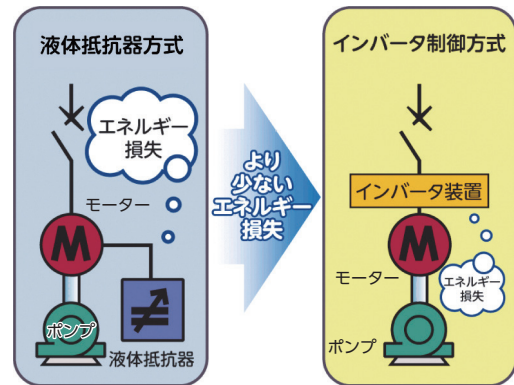 液体抵抗器方式
エネルギー
損失
モーター
M
ポンプ
液体抵抗器
より
少ない
エネルギー
損失
インバータ制御方式
インバータ装置
M
モーター
エネルギー
損失
ポンプ